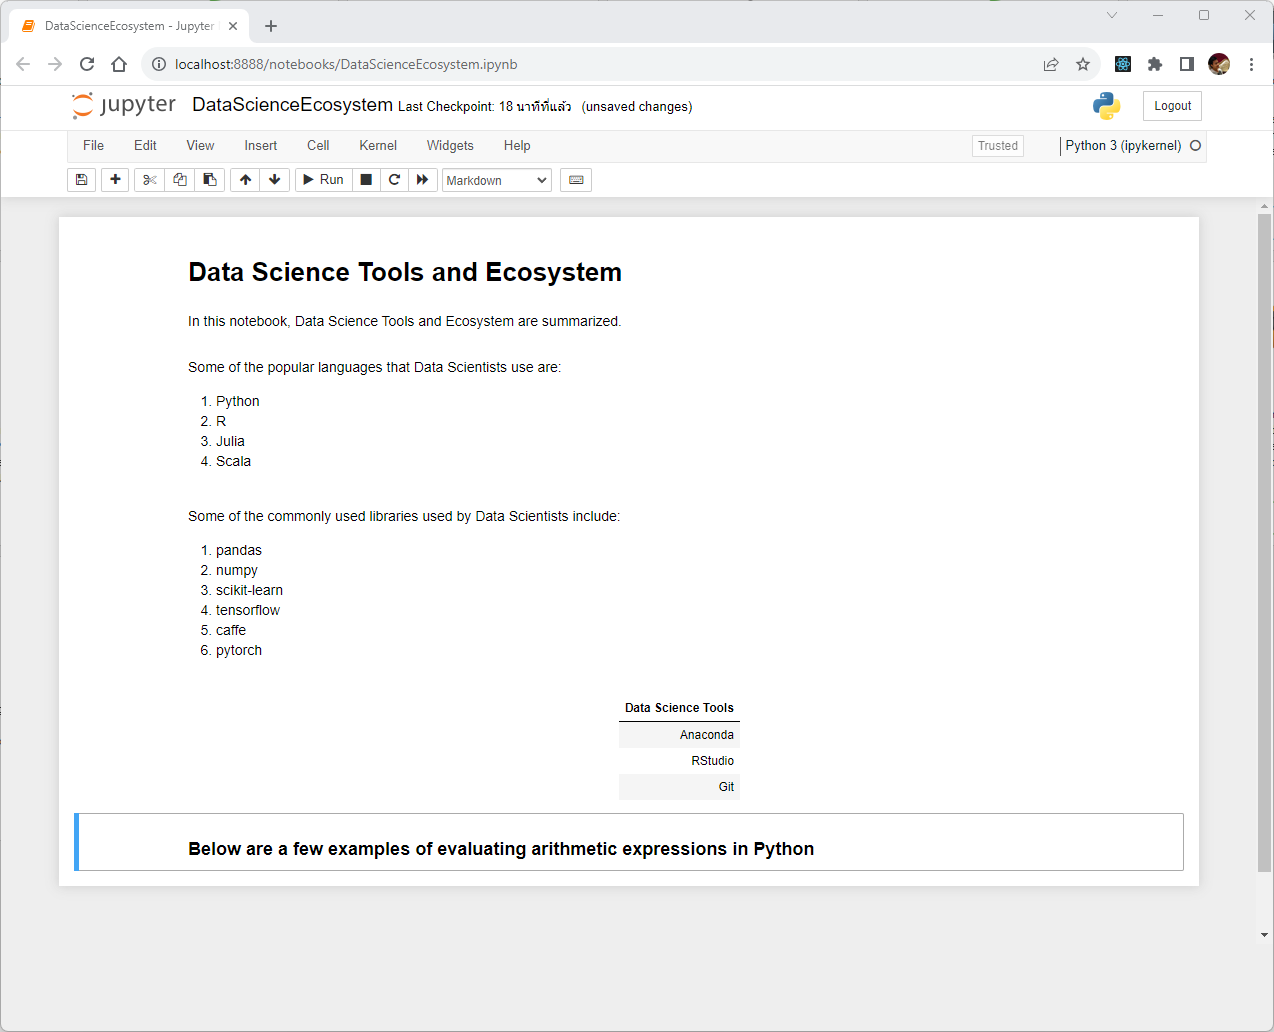 DataScienceEcosystem - Jupyter
localhost:8888/notebooks/DataScienceEcosystem.ipynb
jupyter DataScienceEcosystem Last Checkpoint: 18 นาทีที่แล้ว (unsaved changes) Logout
File Edit View Insert Cell Kernel Widgets Help Trusted Python 3 (ipykernel)
Run Markdown
Data Science Tools and Ecosystem
In this notebook, Data Science Tools and Ecosystem are summarized.
Some of the popular languages that Data Scientists use are:
1. Python
2. R
3. Julia
4. Scala
Some of the commonly used libraries used by Data Scientists include:
1. pandas
2. numpy
3. scikit-learn
4. tensorflow
5. caffe
6. pytorch
Data Science Tools
Anaconda
RStudio
Git
Below are a few examples of evaluating arithmetic expressions in Python